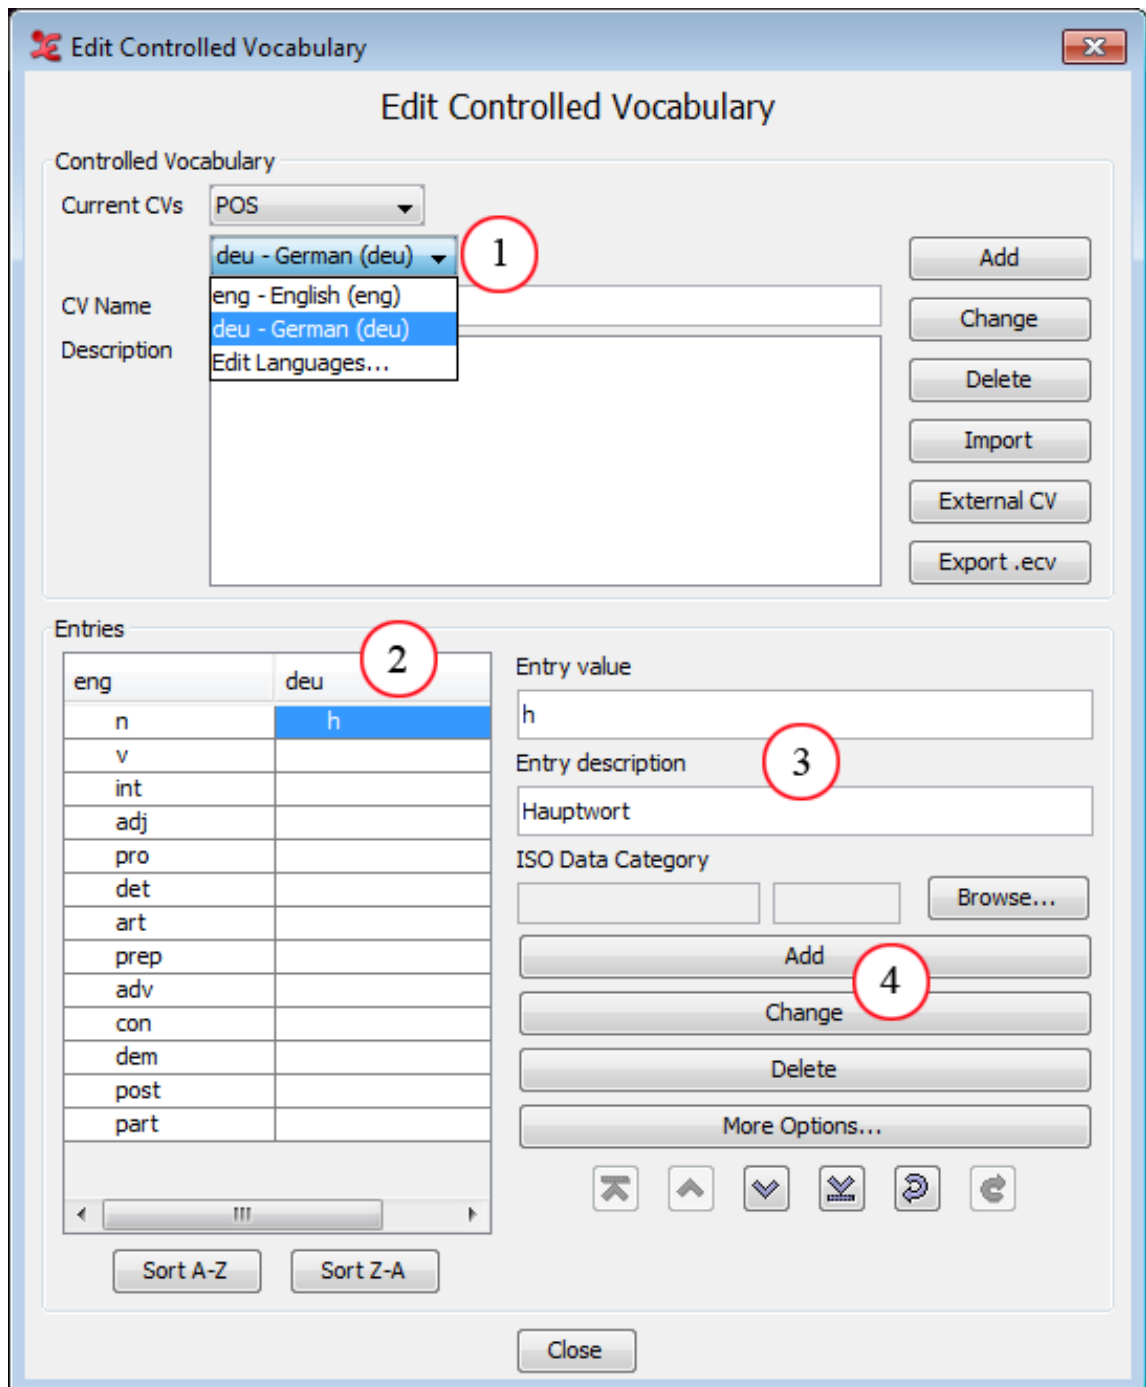 Edit Controlled Vocabulary
Edit Controlled Vocabulary
Controlled Vocabulary
Current CVs POS
deu - German (deu) 1
eng - English (eng)
deu - German (deu)
Edit Languages...
CV Name
Description
Add
Change
Delete
Import
External CV
Export .ecv
Entries
eng deu 2
n h
v
int
adj
pro
det
art
prep
adv
con
dem
post
part
Sort A-Z Sort Z-A
Entry value
h
Entry description 3
Hauptwort
ISO Data Category
Browse...
Add 4
Change
Delete
More Options...
Close